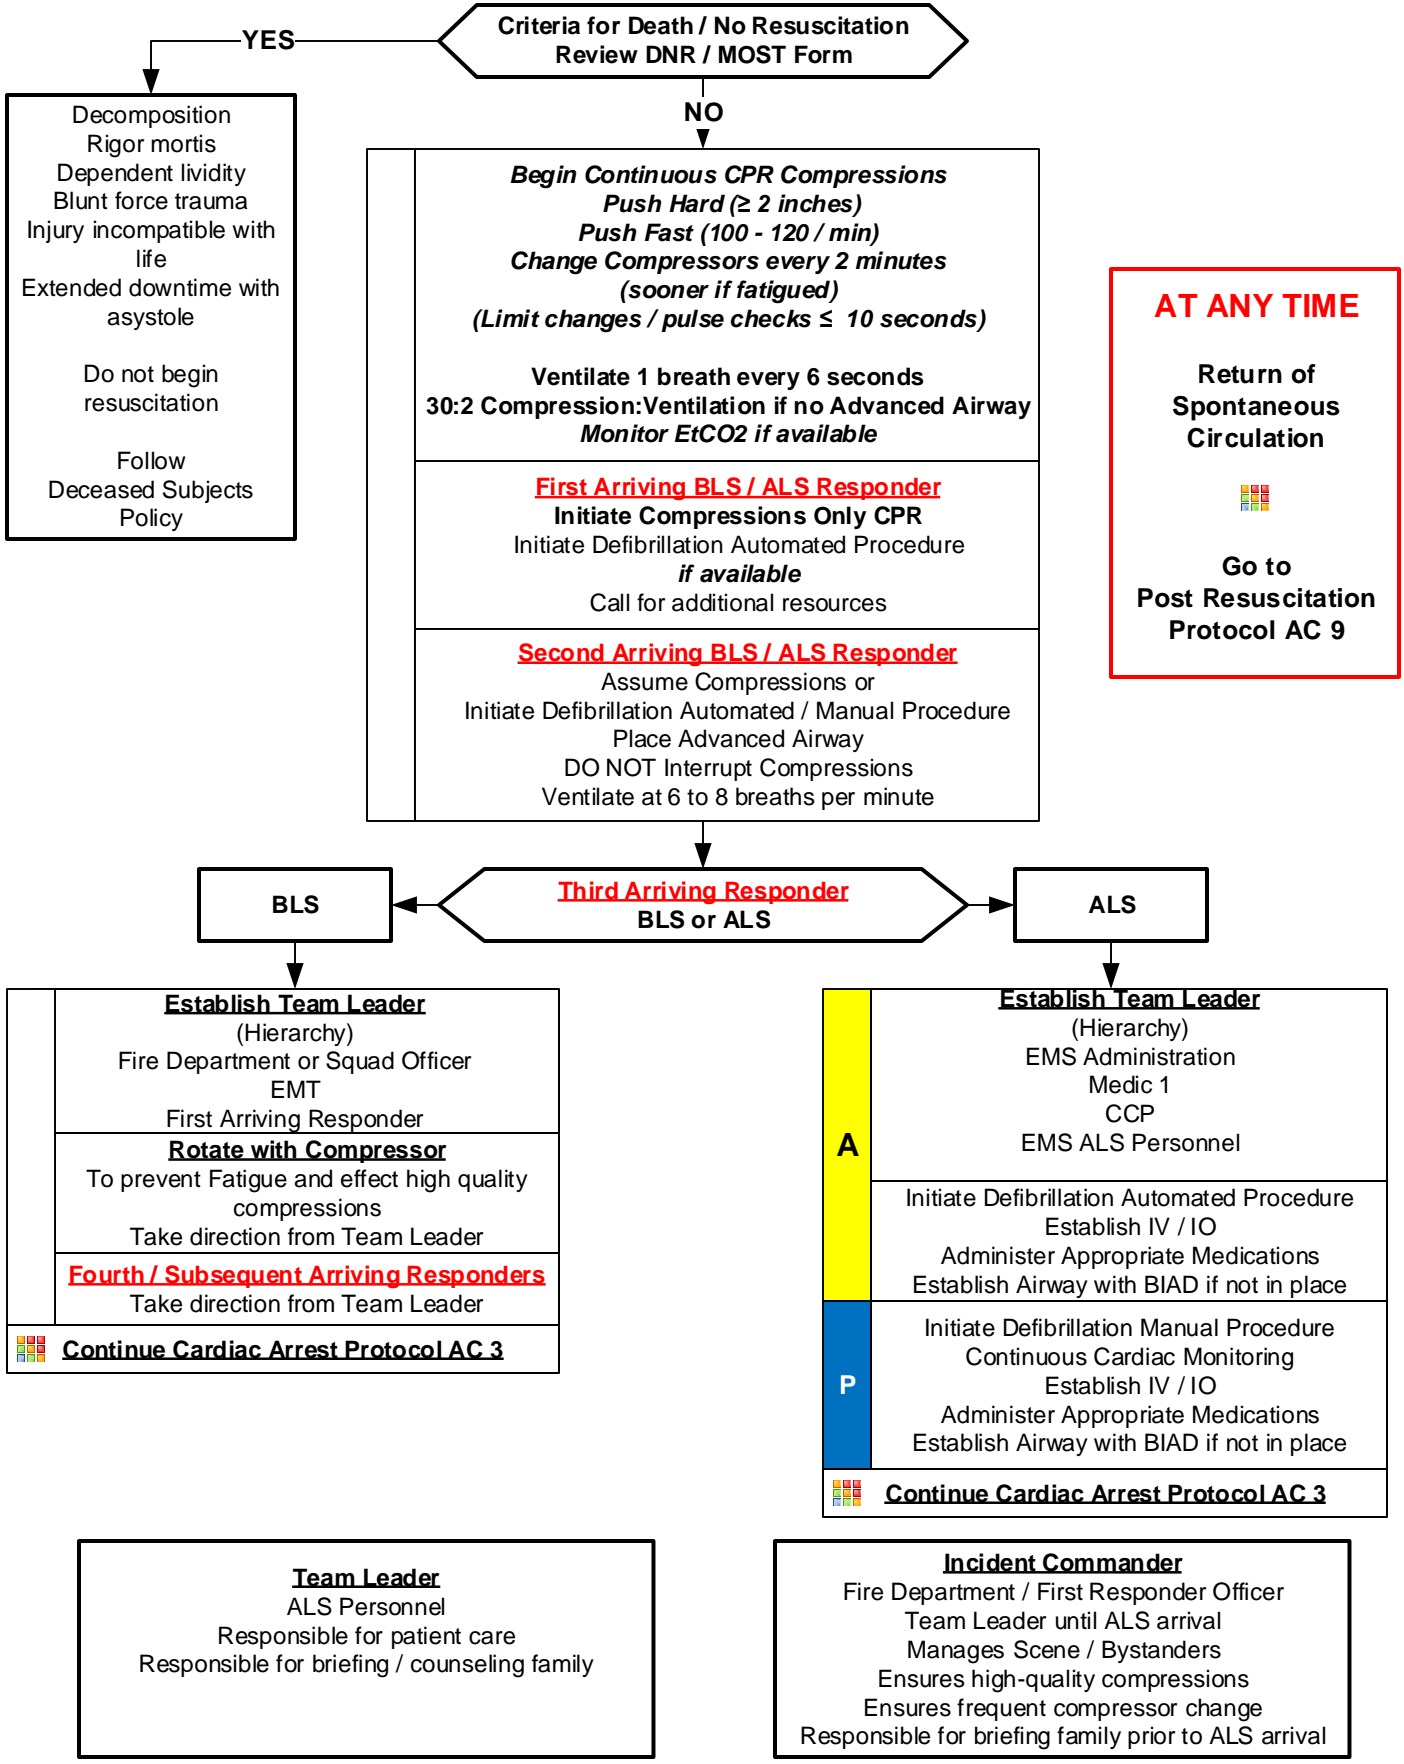 Criteria for Death / No Resuscitation
Review DNR / MOST Form
YES
NO
Decomposition
Rigor mortis
Dependent lividity
Blunt force trauma
Injury incompatible with
life
Extended downtime with
asystole
Do not begin
resuscitation
Follow
Deceased Subjects
Policy
Begin Continuous CPR Compressions
Push Hard (≥ 2 inches)
Push Fast (100 - 120 / min)
Change Compressors every 2 minutes
(sooner if fatigued)
(Limit changes / pulse checks ≤ 10 seconds)
Ventilate 1 breath every 6 seconds
30:2 Compression:Ventilation if no Advanced Airway
Monitor EtCO2 if available
First Arriving BLS / ALS Responder
Initiate Compressions Only CPR
Initiate Defibrillation Automated Procedure
if available
Call for additional resources
Second Arriving BLS / ALS Responder
Assume Compressions or
Initiate Defibrillation Automated / Manual Procedure
Place Advanced Airway
DO NOT Interrupt Compressions
Ventilate at 6 to 8 breaths per minute
AT ANY TIME
Return of
Spontaneous
Circulation
Go to
Post Resuscitation
Protocol AC 9
BLS
Third Arriving Responder
BLS or ALS
ALS
Establish Team Leader
(Hierarchy)
Fire Department or Squad Officer
EMT
First Arriving Responder
Rotate with Compressor
To prevent Fatigue and effect high quality
compressions
Take direction from Team Leader
Fourth / Subsequent Arriving Responders
Take direction from Team Leader
Continue Cardiac Arrest Protocol AC 3
A
Establish Team Leader
(Hierarchy)
EMS Administration
Medic 1
CCP
EMS ALS Personnel
Initiate Defibrillation Automated Procedure
Establish IV / IO
Administer Appropriate Medications
Establish Airway with BIAD if not in place
P
Initiate Defibrillation Manual Procedure
Continuous Cardiac Monitoring
Establish IV / IO
Administer Appropriate Medications
Establish Airway with BIAD if not in place
Continue Cardiac Arrest Protocol AC 3
Team Leader
ALS Personnel
Responsible for patient care
Responsible for briefing / counseling family
Incident Commander
Fire Department / First Responder Officer
Team Leader until ALS arrival
Manages Scene / Bystanders
Ensures high-quality compressions
Ensures frequent compressor change
Responsible for briefing family prior to ALS arrival